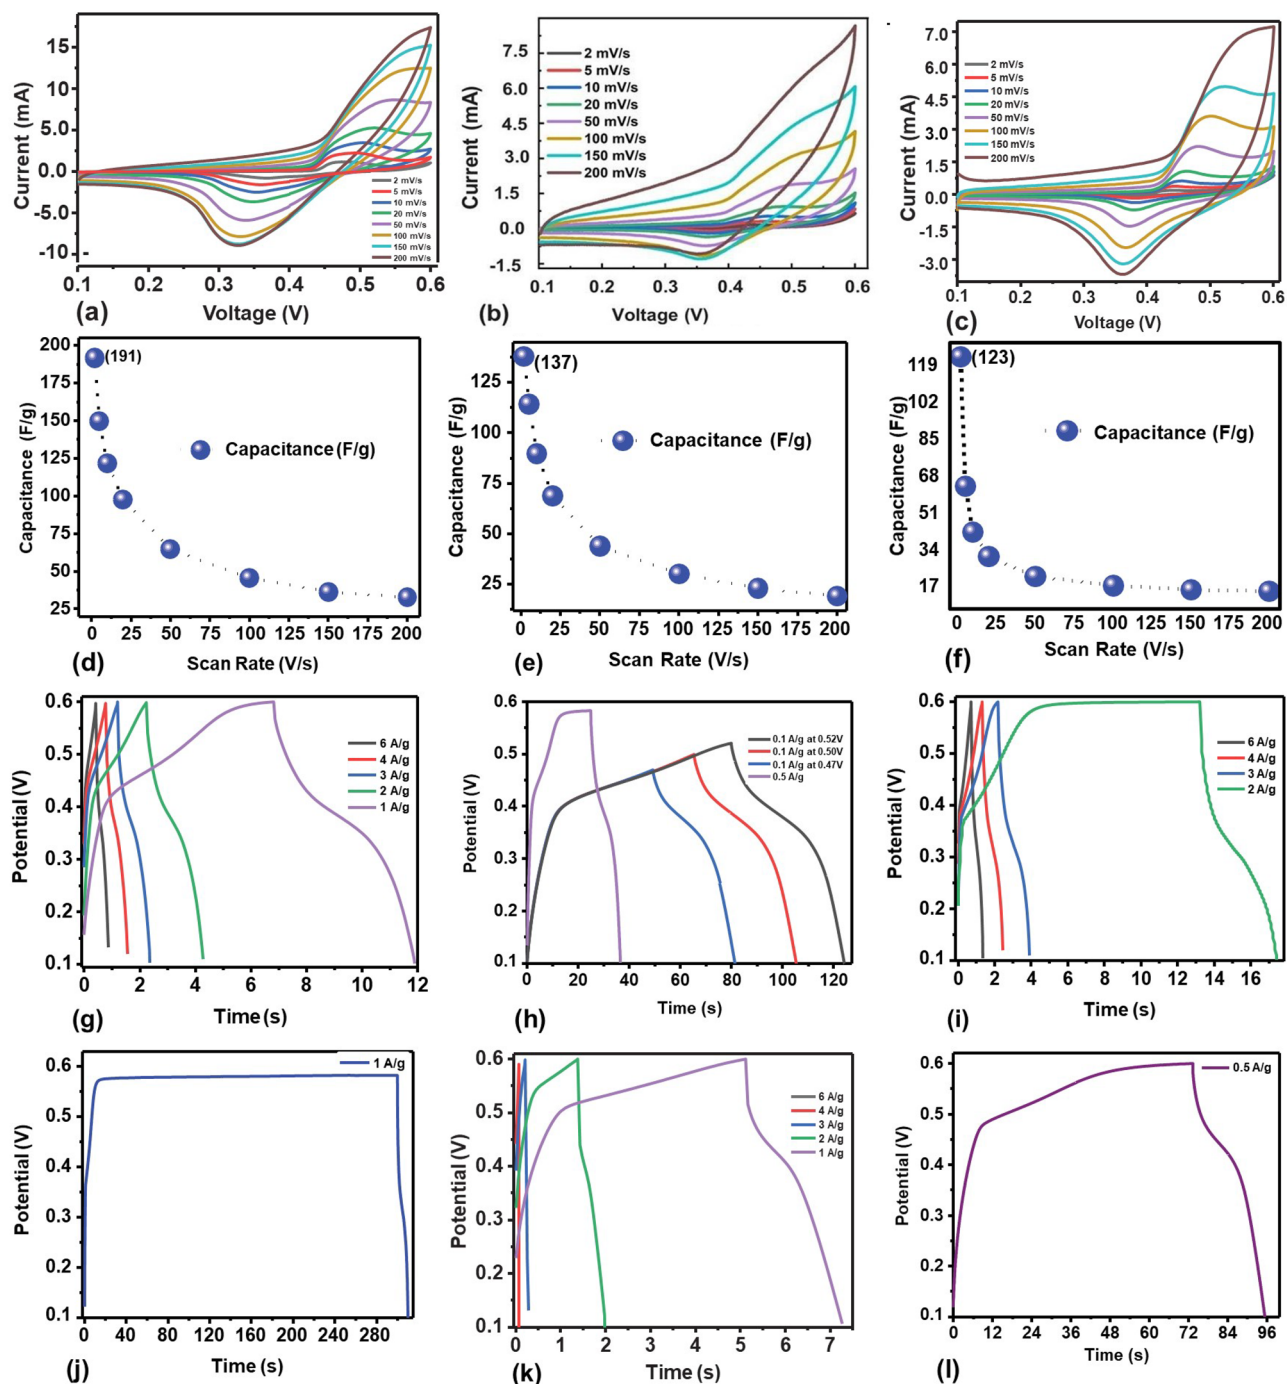 Current (mA)
15
10
5.0
0.0
-5.0
-10
2 mV/s
5 mV/s
10 mV/s
20 mV/s
50 mV/s
100 mV/s
150 mV/s
200 mV/s
0.1 0.2 0.3 0.4 0.5 0.6
(a) Voltage (V)
Current (mA)
7.5
6.0
4.5
3.0
1.5
0.0
-1.5
2 mV/s
5 mV/s
10 mV/s
20 mV/s
50 mV/s
100 mV/s
150 mV/s
200 mV/s
0.1 0.2 0.3 0.4 0.5 0.6
(b) Voltage (V)
Current (mA)
7.0
6.0
4.5
3.0
1.5
0.0
-1.5
-3.0
2 mV/s
5 mV/s
10 mV/s
20 mV/s
50 mV/s
100 mV/s
150 mV/s
200 mV/s
0.1 0.2 0.3 0.4 0.5 0.6
(c) Voltage (V)
Capacitance (F/g)
200
175
150
125
100
75
50
25
(191)
Capacitance (F/g)
0 25 50 75 100 125 150 175 200
(d) Scan Rate (V/s)
Capacitance (F/g)
125
100
75
50
25
(137)
Capacitance (F/g)
0 25 50 75 100 125 150 175 200
(e) Scan Rate (V/s)
Capacitance (F/g)
119
102
85
68
51
34
17
(123)
Capacitance (F/g)
0 25 50 75 100 125 150 175 200
(f) Scan Rate (V/s)
Potential (V)
0.6
0.5
0.4
0.3
0.2
0.1
6 A/g
4 A/g
3 A/g
2 A/g
1 A/g
0 2 4 6 8 10 12
(g) Time (s)
Potential (V)
0.6
0.5
0.4
0.3
0.2
0.1
0.1 A/g at 0.52V
0.1 A/g at 0.50V
0.1 A/g at 0.47V
0.5 A/g
0 20 40 60 80 100 120
(h) Time (s)
Potential (V)
0.6
0.5
0.4
0.3
0.2
0.1
6 A/g
4 A/g
3 A/g
2 A/g
0 2 4 6 8 10 12 14 16
(i) Time (s)
Potential (V)
0.6
0.5
0.4
0.3
0.2
0.1
1 A/g
0 40 80 120 160 200 240 280
(j) Time (s)
Potential (V)
0.6
0.5
0.4
0.3
0.2
0.1
6 A/g
4 A/g
3 A/g
2 A/g
1 A/g
0 1 2 3 4 5 6 7
(k) Time (s)
Potential (V)
0.6
0.5
0.4
0.3
0.2
0.1
0.5 A/g
0 12 24 36 48 60 72 84 96
(l) Time (s)